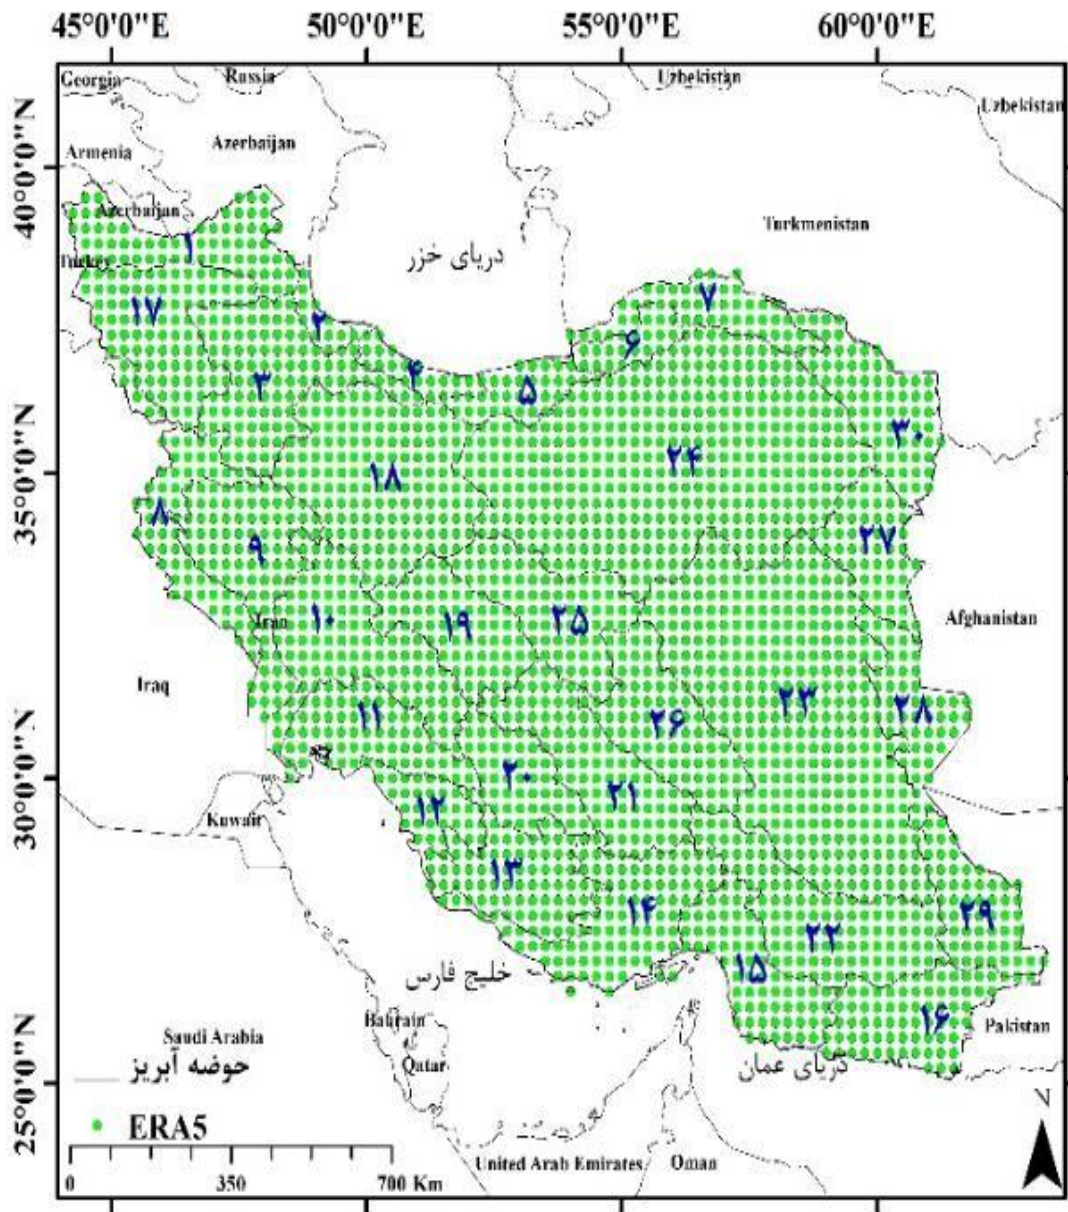 45°0'0"E 50°0'0"E 55°0'0"E 60°0'0"E
Georgia Russia Uzbekistan
Uzbekistan
Armenia Azerbaijan
40°0'0"N
Azerbaijan
Turkmenistan
دریای خزر
۱
Turkey
۱۷ ۲ ۷
۶
۳ ۴ ۵
۳۰
۱۸ ۲۴
35°0'0"N
۸ ۹ ۲۷
Iran ۱۰ ۱۹ ۲۵
Afghanistan
Iraq
۱۱ ۲۶ ۲۳ ۲۸
30°0'0"N
۲۰ ۲۱
Kuwait ۱۲
۱۳ ۱۴ ۲۹
۲۲
خلیج فارس ۱۵
Bahrain ۱۶ Pakistan
Saudi Arabia
Qatar
دریای عمان
حوضه آبریز
25°0'0"N
ERA5
N
0 350 700 Km
United Arab Emirates Oman